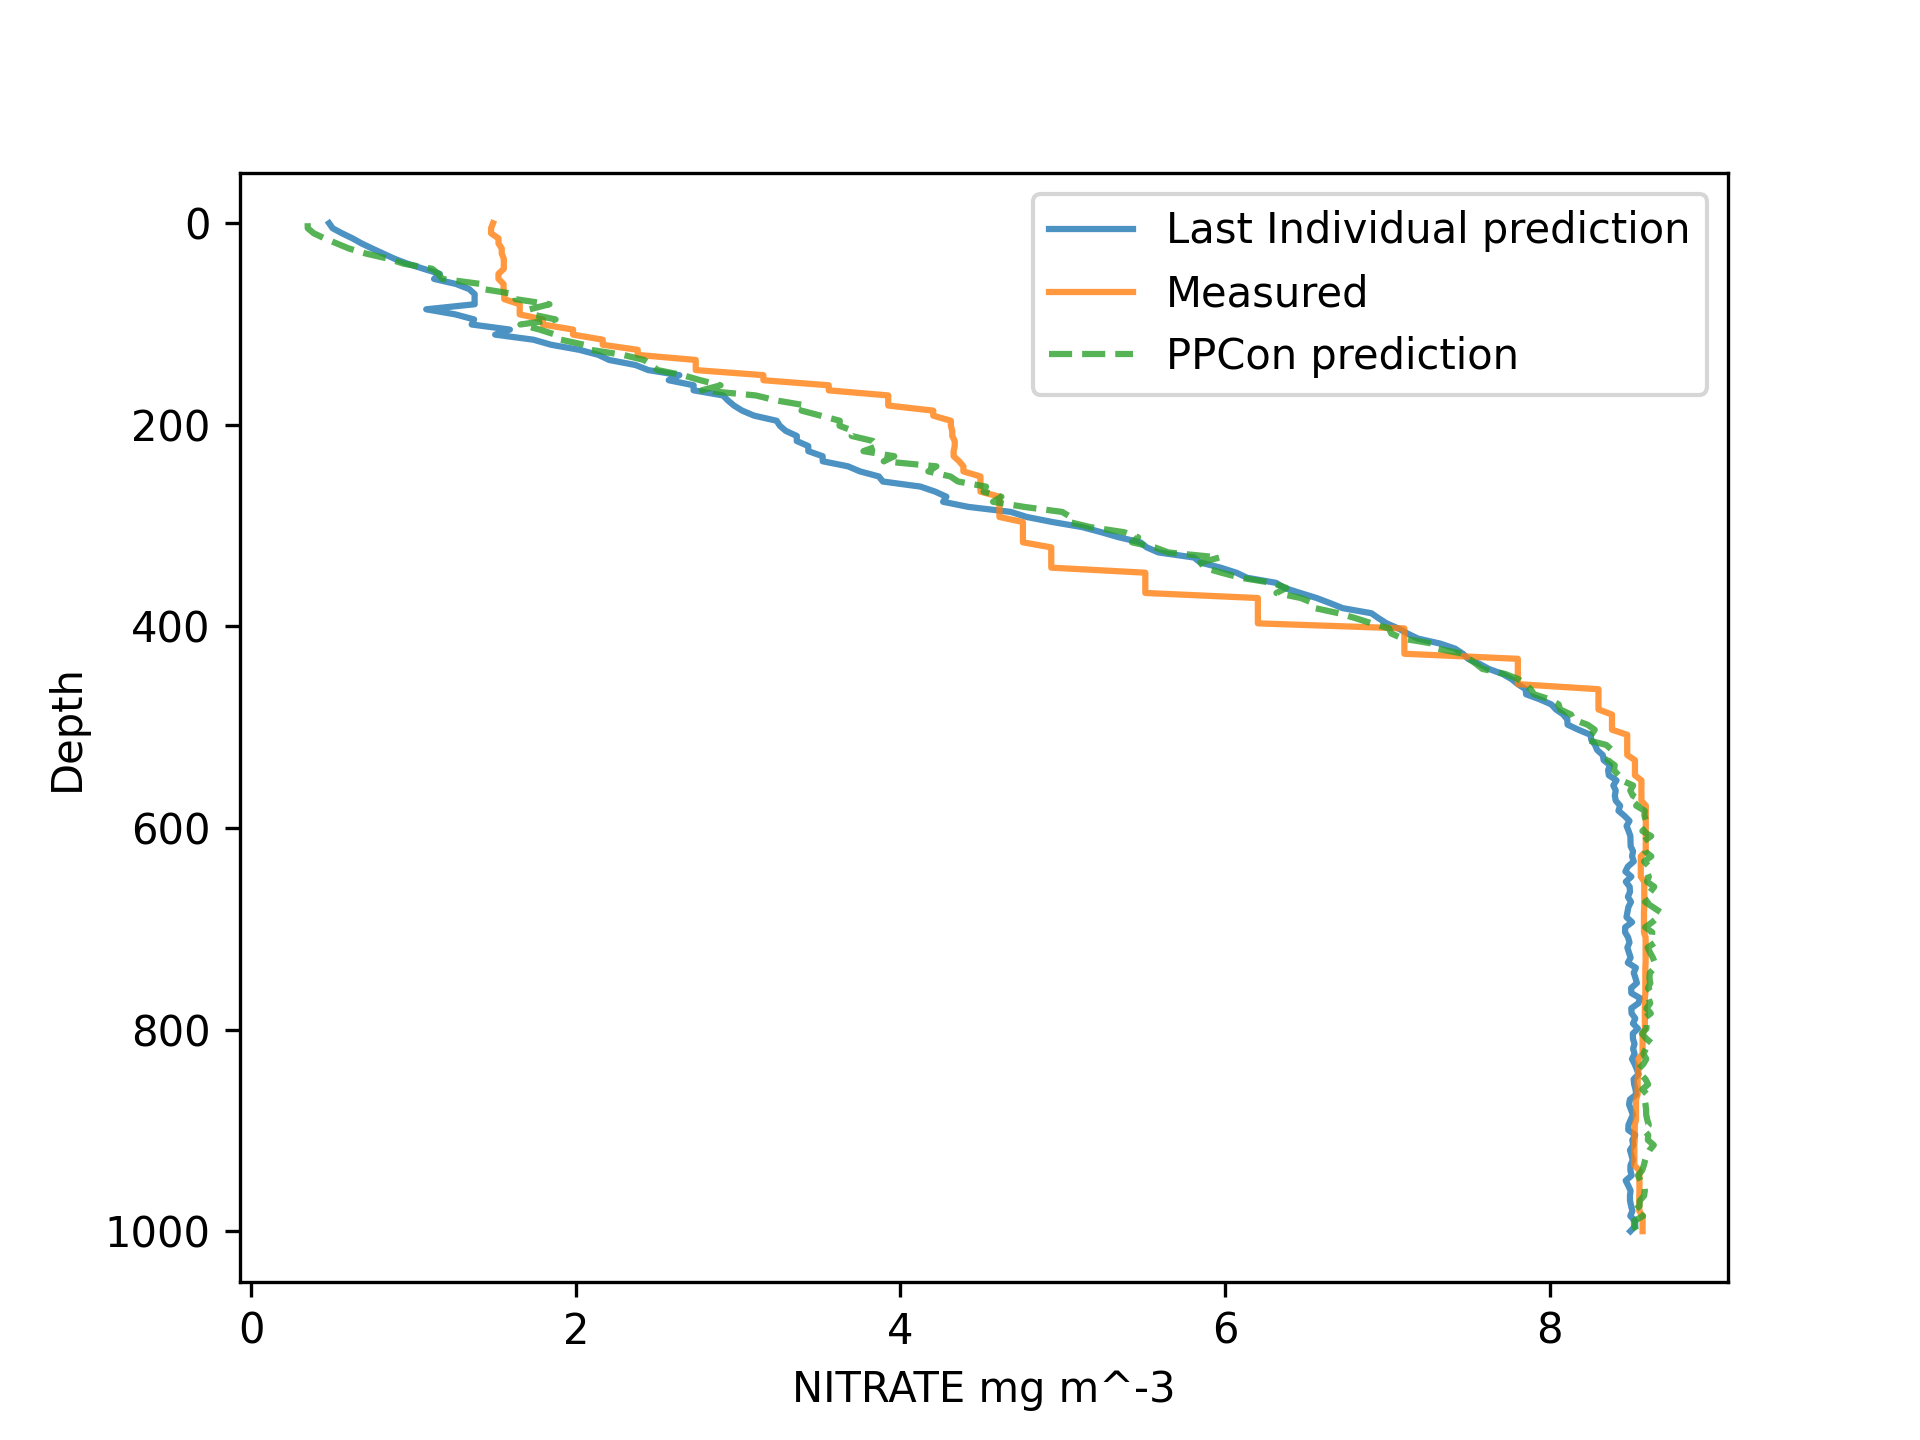 Last Individual prediction
Measured
PPCon prediction
0
200
400
600
800
1000
Depth
0 2 4 6 8
NITRATE mg m^-3